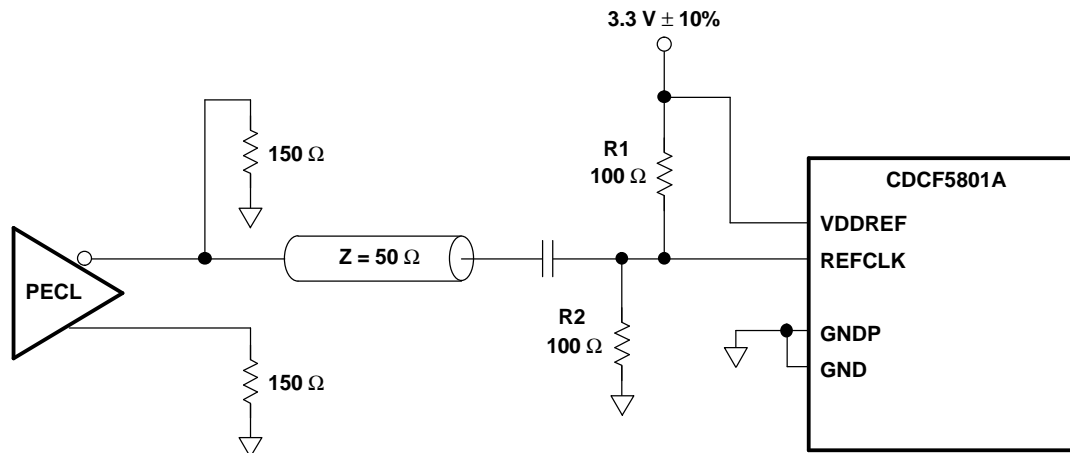 3.3 V ± 10%
150 Ω
R1
100 Ω
CDCF5801A
VDDREF
REFCLK
PECL
Z = 50 Ω
R2
100 Ω
GNDP
GND
150 Ω